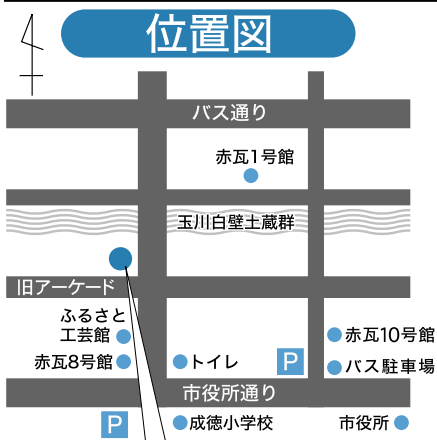 位置図
バス通り
赤瓦1号館
玉川白壁土蔵群
旧アーケード
ふるさと
工芸館
赤瓦8号館
トイレ
P
赤瓦10号館
バス駐車場
市役所通り
P
成徳小学校
市役所